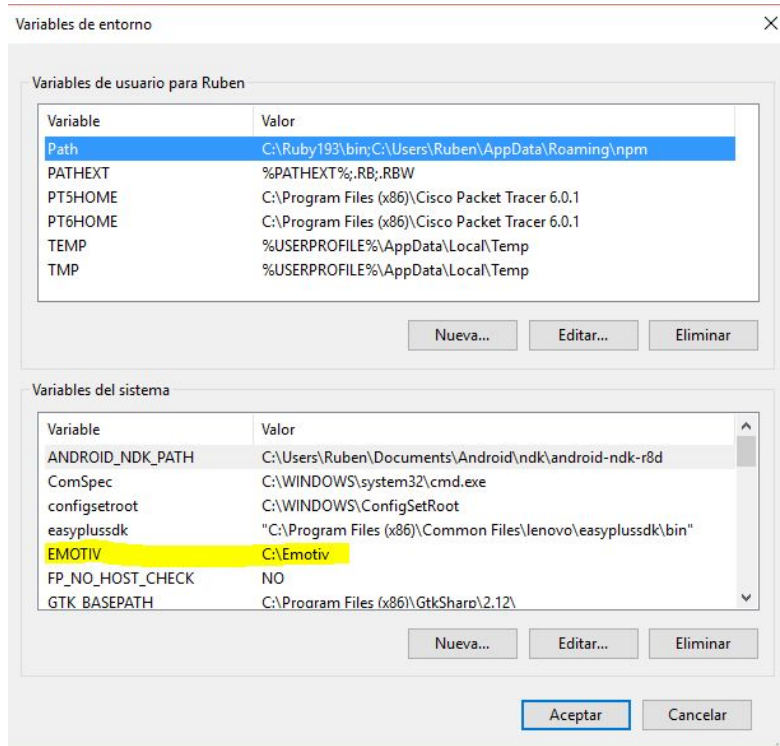 Variables de entorno
Variables de usuario para Ruben
Variable Valor
Path C:\Ruby193\bin;C:\Users\Ruben\AppData\Roaming\npm
PATHEXT %PATHEXT%;.RB;.RBW
PT5HOME C:\Program Files (x86)\Cisco Packet Tracer 6.0.1
PT6HOME C:\Program Files (x86)\Cisco Packet Tracer 6.0.1
TEMP %USERPROFILE%\AppData\Local\Temp
TMP %USERPROFILE%\AppData\Local\Temp
Nueva... Editar... Eliminar
Variables del sistema
Variable Valor
ANDROID_NDK_PATH C:\Users\Ruben\Documents\Android\ndk\android-ndk-r8d
ComSpec C:\WINDOWS\system32\cmd.exe
configsetroot C:\WINDOWS\ConfigSetRoot
easyplussdk "C:\Program Files (x86)\Common Files\lenovo\easyplussdk\bin"
EMOTIV C:\Emotiv
FP_NO_HOST_CHECK NO
GTK_BASEPATH C:\Program Files (x86)\GtkSharp\2.12\
Nueva... Editar... Eliminar
Aceptar Cancelar